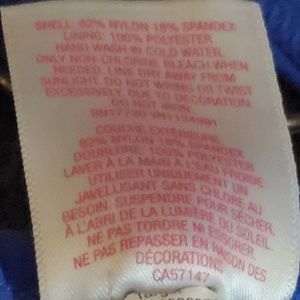 SHELL: 82% NYLON 18% SPANDEX
LINING: 100% POLYESTER
HAND WASH IN COLD WATER.
ONLY NON-CHLORINE BLEACH WHEN
NEEDED. LINE DRY AWAY FROM
SUNLIGHT. DO NOT WRING OR TWIST
EXCESSIVELY. DUE TO DECORATION
DO NOT IRON
RN17730
COUCHE EXTÉRIEURE:
82% NYLON 18% SPANDEX
DOUBLURE: 100% POLYESTER
LAVER À LA MAIN À L'EAU FROIDE
UTILISER UNIQUEMENT UN
JAVELLISANT SANS CHLORE AU
BESOIN. SUSPENDRE POUR SÉCHER,
À L'ABRI DE LA LUMIÈRE DU SOLEIL
NE PAS TORDRE NI ESSORER.
NE PAS REPASSER EN RAISON DES
DÉCORATIONS
CA57147